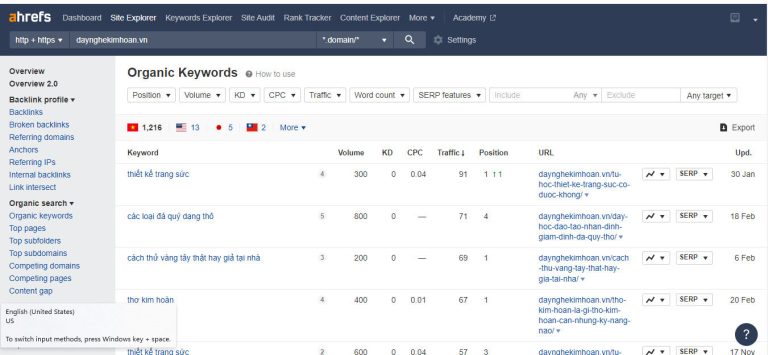 ahrefs Dashboard Site Explorer Keywords Explorer Site Audit Rank Tracker Content Explorer More Academy
http + https daynghekimhoan.vn *.domain/* Settings
Overview
Overview 2.0
Backlink profile
Backlinks
Broken backlinks
Referring domains
Anchors
Referring IPs
Internal backlinks
Link intersect
Organic search
Organic keywords
Top pages
Top subfolders
Top subdomains
Competing domains
Competing pages
Content gap
English (United States)
US
To switch input methods, press Windows key + space.
Organic Keywords ? How to use
Position Volume KD CPC Traffic Word count SERP features Include Any Exclude Any target
1,216 13 5 2 More Export
Keyword Volume KD CPC Traffic↓ Position URL Upd.
thiết kế trang sức 4 300 0 0.04 91 1 ↑1 daynghekimhoan.vn/tu- SERP 30 Jan
hoc-thiet-ke-trang-suc-co-
duoc-khong/
các loại đá quý dạng thô 5 800 0 — 71 4 daynghekimhoan.vn/day- SERP 18 Feb
hoc-dao-tao-nhan-dinh-
giam-dinh-da-quy-tho/
cách thử vàng tây thật hay giả tại nhà 3 200 0 — 69 1 daynghekimhoan.vn/cach SERP 6 Feb
-thu-vang-tay-that-hay-
gia-tai-nha/
thợ kim hoàn 4 400 0 0.01 67 1 daynghekimhoan.vn/tho- SERP 20 Feb
kim-hoan-la-gi-tho-kim-
hoan-can-nhung-ky-nang-
nao/
?
thiết kế trang sức 2 600 0 0.04 57 3 daynghekimhoan.vn/tu- SERP 17 Nov